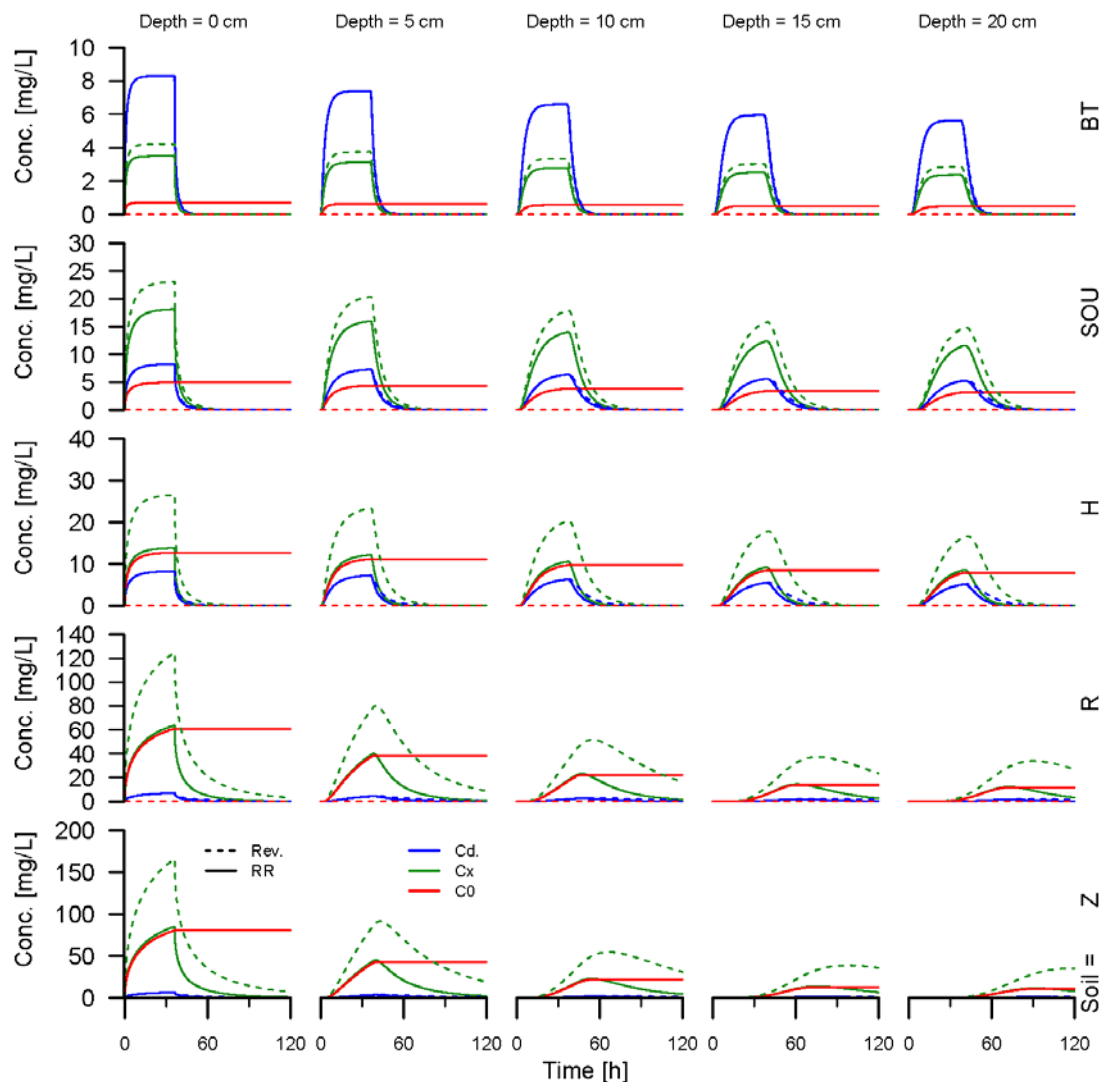 Depth = 0 cm Depth = 5 cm Depth = 10 cm Depth = 15 cm Depth = 20 cm
Conc. [mg/L]
10
8
6
4
2
0
BT
Conc. [mg/L]
30
25
20
15
10
5
0
SOU
Conc. [mg/L]
40
30
20
10
0
H
Conc. [mg/L]
140
120
100
80
60
40
20
0
R
Conc. [mg/L]
200
150
100
50
0
Rev.
RR
Cd.
Cx
C0
Soil = Z
0 60 120 0 60 120 0 60 120 0 60 120 0 60 120
Time [h]